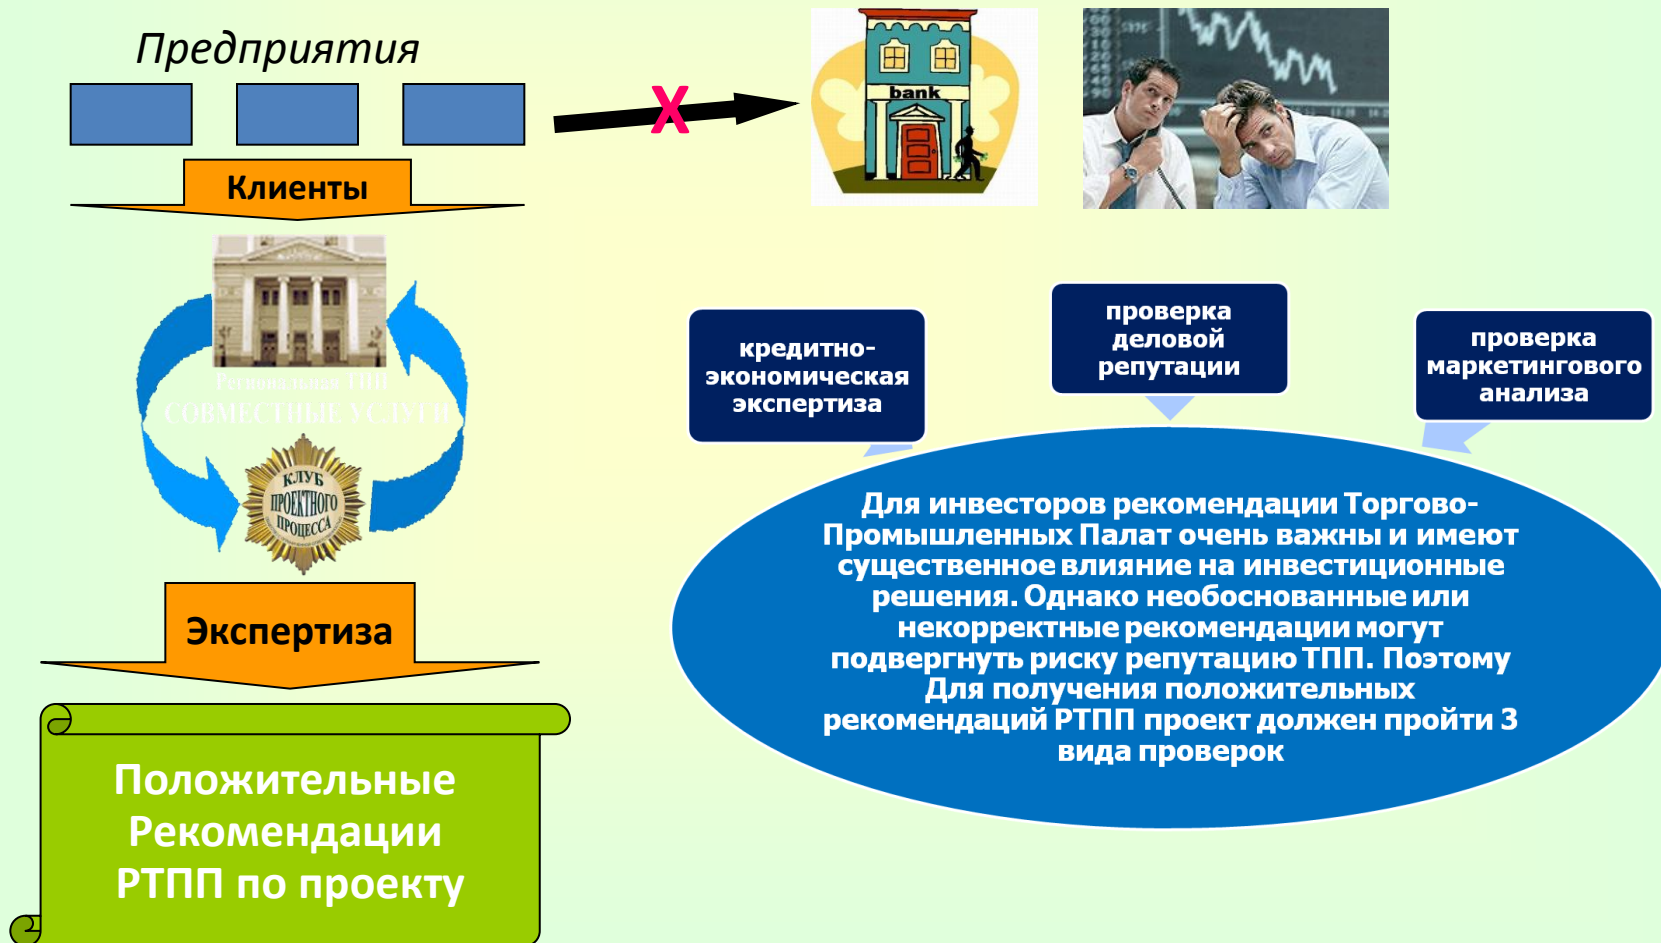 Предприятия
X
bank
Клиенты
Региональная ТПП
СОВМЕСТНЫЕ УСЛУГИ
КЛУБ
ПРОЕКТНОГО
ПРОЦЕССА
Экспертиза
Положительные
Рекомендации
РТПП по проекту
кредитно-
экономическая
экспертиза
проверка
деловой
репутации
проверка
маркетингового
анализа
Для инвесторов рекомендации Торгово-
Промышленных Палат очень важны и имеют
существенное влияние на инвестиционные
решения. Однако необоснованные или
некорректные рекомендации могут
подвергнуть риску репутацию ТПП. Поэтому
Для получения положительных
рекомендаций РТПП проект должен пройти 3
вида проверок